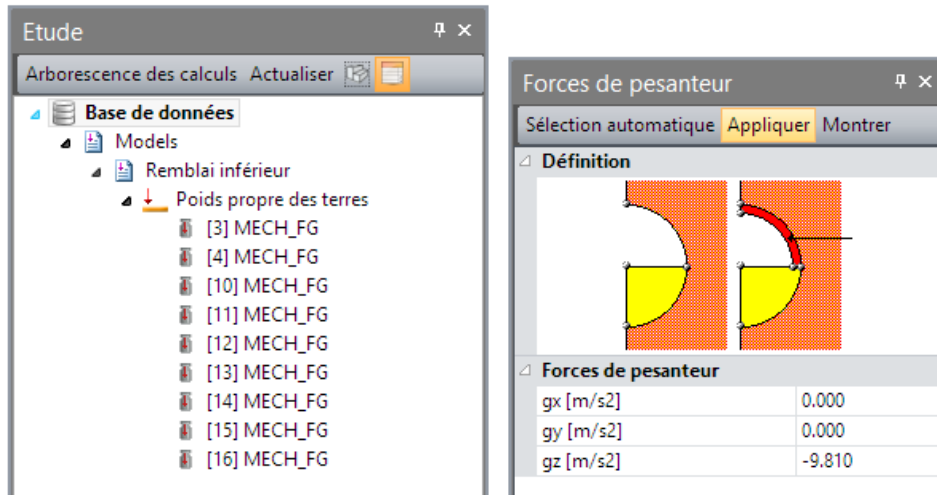 Etude
Arborescence des calculs Actualiser
Base de données
Models
Remblai inférieur
Poids propre des terres
[3] MECH_FG
[4] MECH_FG
[10] MECH_FG
[11] MECH_FG
[12] MECH_FG
[13] MECH_FG
[14] MECH_FG
[15] MECH_FG
[16] MECH_FG
Forces de pesanteur
Sélection automatique Appliquer Montrer
Définition
Forces de pesanteur
gx [m/s2] 0.000
gy [m/s2] 0.000
gz [m/s2] -9.810